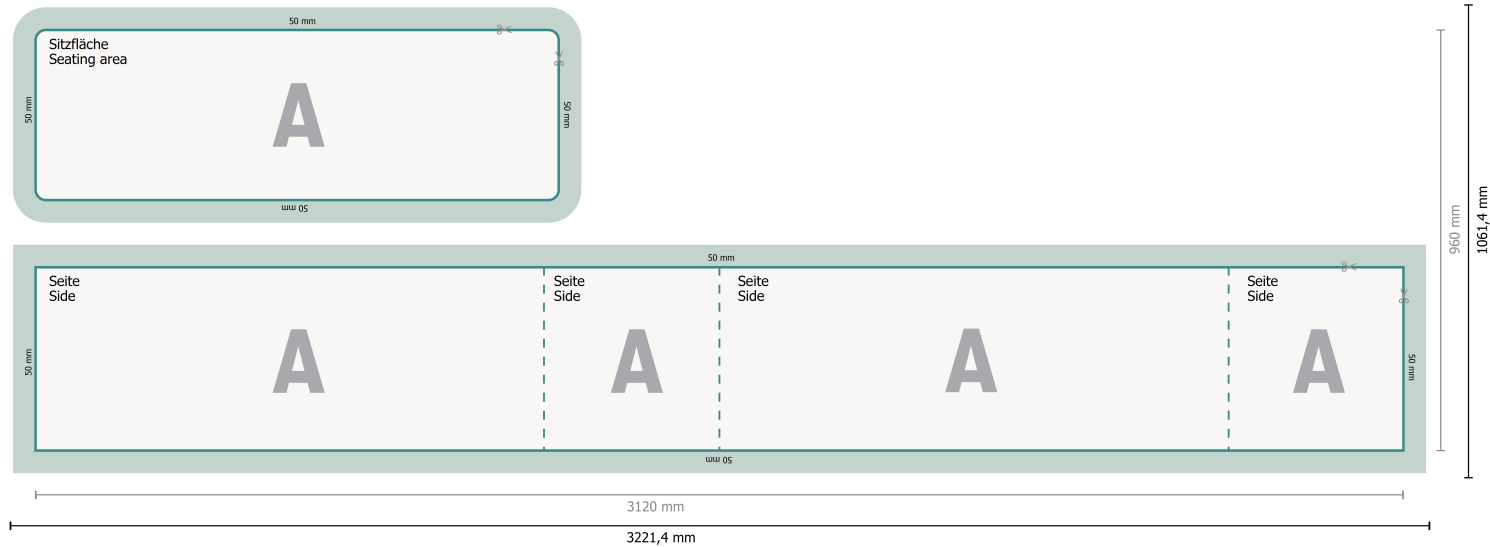 50 mm
Sitzfläche
Seating area
50 mm
A
50 mm
50 mm
50 mm
Seite
Side
Seite
Side
Seite
Side
Seite
Side
50 mm
A
A
A
A
50 mm
50 mm
960 mm
1061,4 mm
3120 mm
3221,4 mm